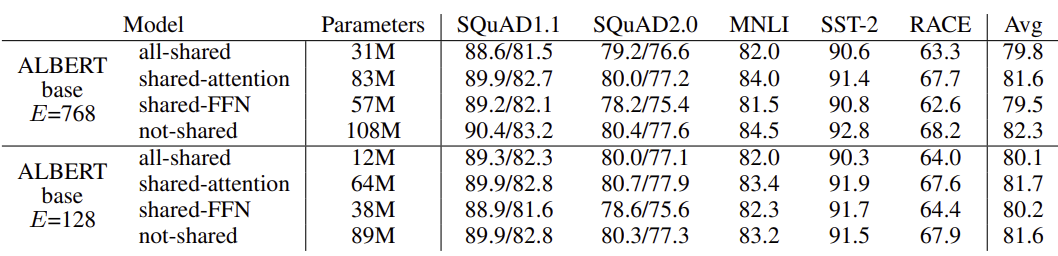 Model Parameters SQuAD1.1 SQuAD2.0 MNLI SST-2 RACE Avg
ALBERT base E=768 all-shared 31M 88.6/81.5 79.2/76.6 82.0 90.6 63.3 79.8
shared-attention 83M 89.9/82.7 80.0/77.2 84.0 91.4 67.7 81.6
shared-FFN 57M 89.2/82.1 78.2/75.4 81.5 90.8 62.6 79.5
not-shared 108M 90.4/83.2 80.4/77.6 84.5 92.8 68.2 82.3
ALBERT base E=128 all-shared 12M 89.3/82.3 80.0/77.1 82.0 90.3 64.0 80.1
shared-attention 64M 89.9/82.8 80.7/77.9 83.4 91.9 67.6 81.7
shared-FFN 38M 88.9/81.6 78.6/75.6 82.3 91.7 64.4 80.2
not-shared 89M 89.9/82.8 80.3/77.3 83.2 91.5 67.9 81.6